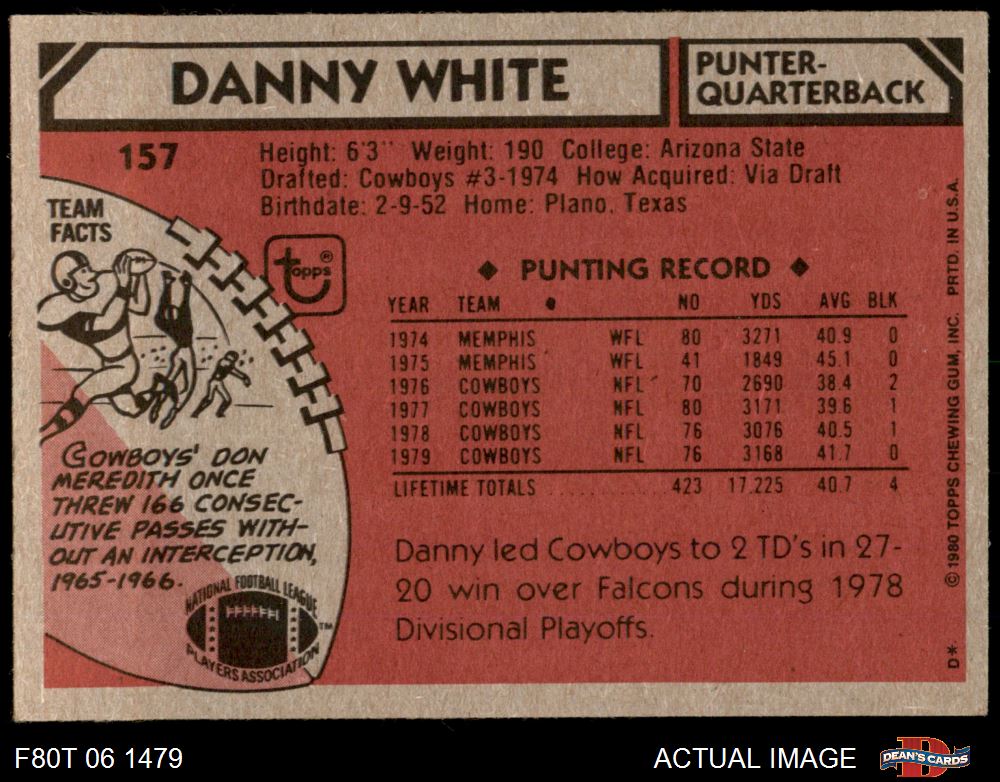 DANNY WHITE
PUNTER-
QUARTERBACK
157
Height: 6'3" Weight: 190 College: Arizona State
Drafted: Cowboys #3-1974 How Acquired: Via Draft
Birthdate: 2-9-52 Home: Plano, Texas
TEAM
FACTS
topps®
COWBOYS' DON
MEREDITH ONCE
THREW 166 CONSEC-
UTIVE PASSES WITH-
OUT AN INTERCEPTION,
1965-1966.
NATIONAL FOOTBALL LEAGUE
PLAYERS ASSOCIATION
TM
◆ PUNTING RECORD ◆
YEAR TEAM NO YDS AVG BLK
1974 MEMPHIS WFL 80 3271 40.9 0
1975 MEMPHIS WFL 41 1849 45.1 0
1976 COWBOYS NFL 70 2690 38.4 2
1977 COWBOYS NFL 80 3171 39.6 1
1978 COWBOYS NFL 76 3076 40.5 1
1979 COWBOYS NFL 76 3168 41.7 0
LIFETIME TOTALS .......... 423 17,225 40.7 4
Danny led Cowboys to 2 TD's in 27-
20 win over Falcons during 1978
Divisional Playoffs.
D* © 1980 TOPPS CHEWING GUM, INC. PRTD. IN U.S.A.
F80T 06 1479
ACTUAL IMAGE
D
DEAN'S CARDS